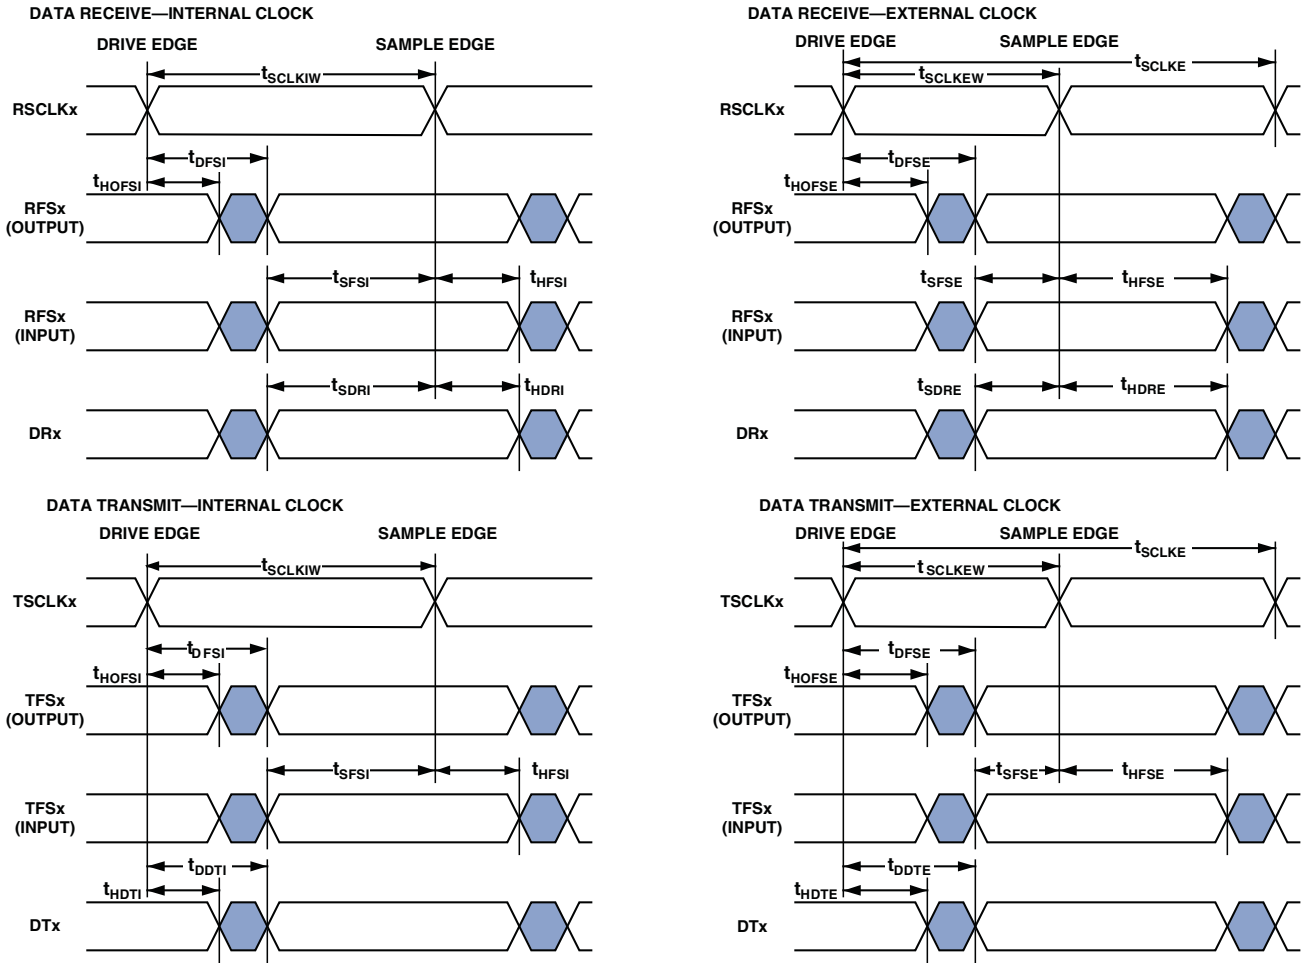 DATA RECEIVE—INTERNAL CLOCK
DRIVE EDGE
SAMPLE EDGE
tSCLKIW
RSCLKx
tDFSI
tHOFSI
RFSx
(OUTPUT)
tSFSI
tHFSI
RFSx
(INPUT)
tSDRI
tHDRI
DRx
DATA RECEIVE—EXTERNAL CLOCK
DRIVE EDGE
SAMPLE EDGE
tSCLKE
tSCLKEW
RSCLKx
tDFSE
tHOFSE
RFSx
(OUTPUT)
tSFSE
tHFSE
RFSx
(INPUT)
tSDRE
tHDRE
DRx
DATA TRANSMIT—INTERNAL CLOCK
DRIVE EDGE
SAMPLE EDGE
tSCLKIW
TSCLKx
tDFSI
tHOFSI
TFSx
(OUTPUT)
tSFSI
tHFSI
TFSx
(INPUT)
tDDTI
tHDTI
DTx
DATA TRANSMIT—EXTERNAL CLOCK
DRIVE EDGE
SAMPLE EDGE
tSCLKE
tSCLKEW
TSCLKx
tDFSE
tHOFSE
TFSx
(OUTPUT)
tSFSE
tHFSE
TFSx
(INPUT)
tDDTE
tHDTE
DTx